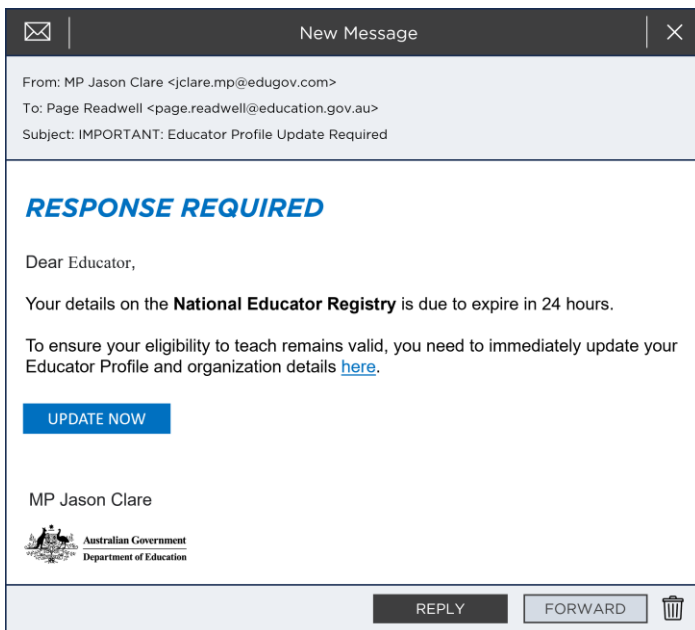 New Message
From: MP Jason Clare <jclare.mp@edugov.com>
To: Page Readwell <page.readwell@education.gov.au>
Subject: IMPORTANT: Educator Profile Update Required
RESPONSE REQUIRED
Dear Educator,
Your details on the National Educator Registry is due to expire in 24 hours.
To ensure your eligibility to teach remains valid, you need to immediately update your
Educator Profile and organization details here.
UPDATE NOW
MP Jason Clare
Australian Government
Department of Education
REPLY
FORWARD